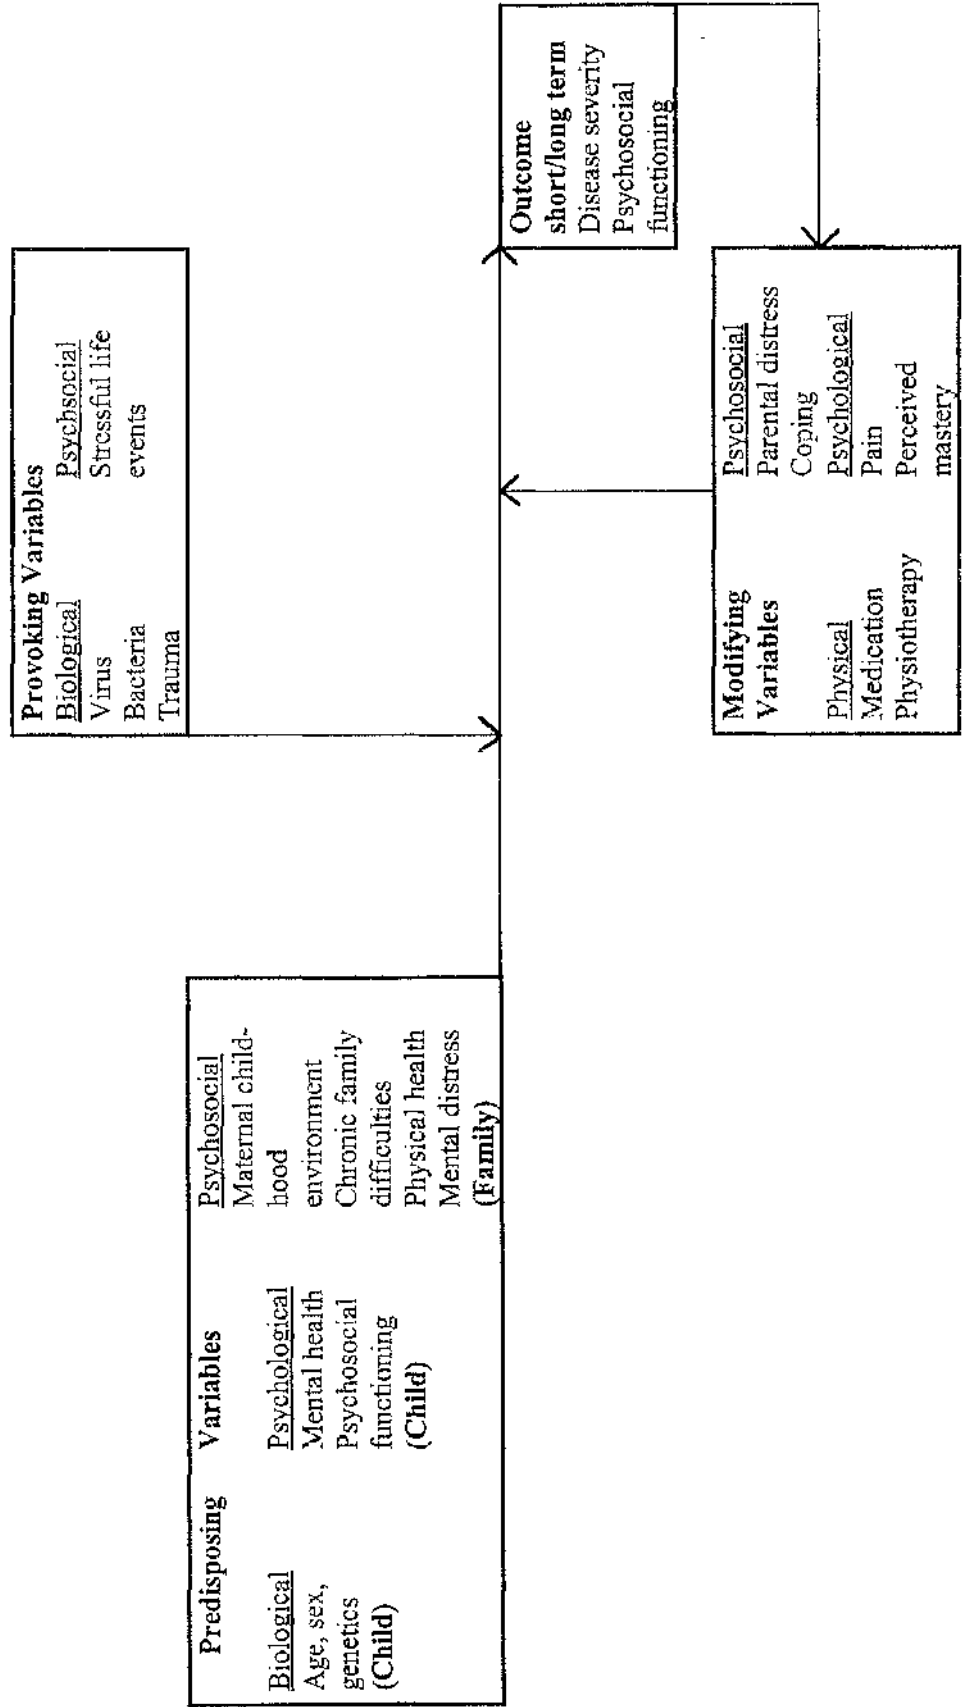 Predisposing Variables
Biological
Age, sex,
genetics
(Child)
Psychological
Mental health
Psychosocial
functioning
(Child)
Psychosocial
Maternal child-
hood
environment
Chronic family
difficulties
Physical health
Mental distress
(Family)
Provoking Variables
Biological
Virus
Bacteria
Trauma
Psychsocial
Stressful life
events
Modifying
Variables
Physical
Medication
Physiotherapy
Psychosocial
Parental distress
Coping
Psychological
Pain
Perceived
mastery
Outcome
short/long term
Disease severity
Psychosocial
functioning